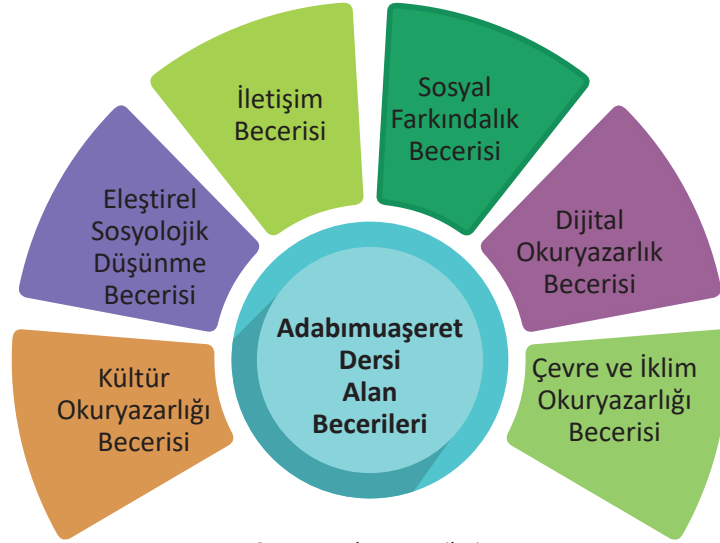 Kültür
Okuryazarlığı
Becerisi
Eleştirel
Sosyolojik
Düşünme
Becerisi
İletişim
Becerisi
Sosyal
Farkındalık
Becerisi
Dijital
Okuryazarlık
Becerisi
Çevre ve İklim
Okuryazarlığı
Becerisi
Adabımuaşeret
Dersi
Alan
Becerileri